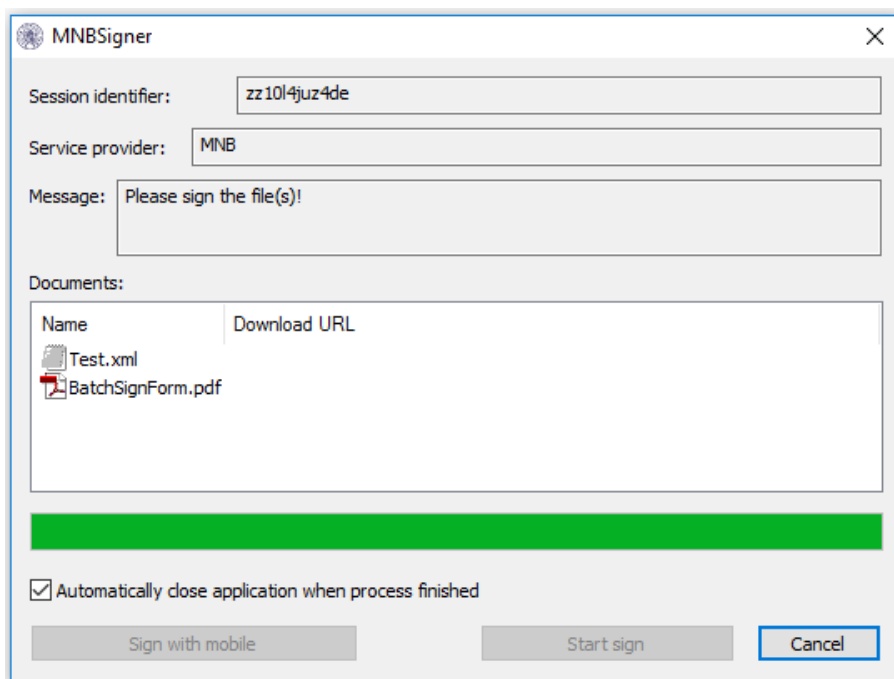 MNBSigner
Session identifier: zz10l4juz4de
Service provider: MNB
Message: Please sign the file(s)!
Documents:
Name Download URL
Test.xml
BatchSignForm.pdf
Automatically close application when process finished
Sign with mobile Start sign Cancel